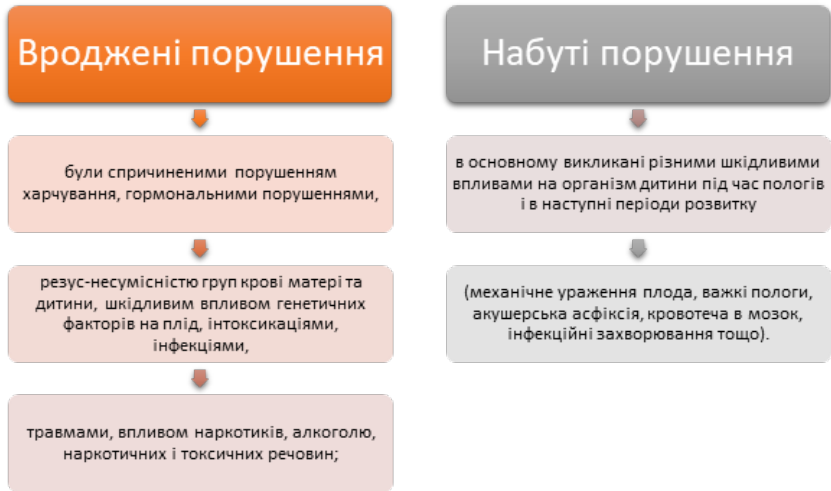 Вроджені порушення
були спричиненими порушенням
харчування, гормональними порушеннями,
резус-несумісністю груп крові матері та
дитини, шкідливим впливом генетичних
факторів на плід, інтоксикаціями,
інфекціями,
травмами, впливом наркотиків, алкоголю,
наркотичних і токсичних речовин;
Набуті порушення
в основному викликані різними шкідливими
впливами на організм дитини під час пологів
і в наступні періоди розвитку
(механічне ураження плода, важкі пологи,
акушерська асфіксія, кровотеча в мозок,
інфекційні захворювання тощо).